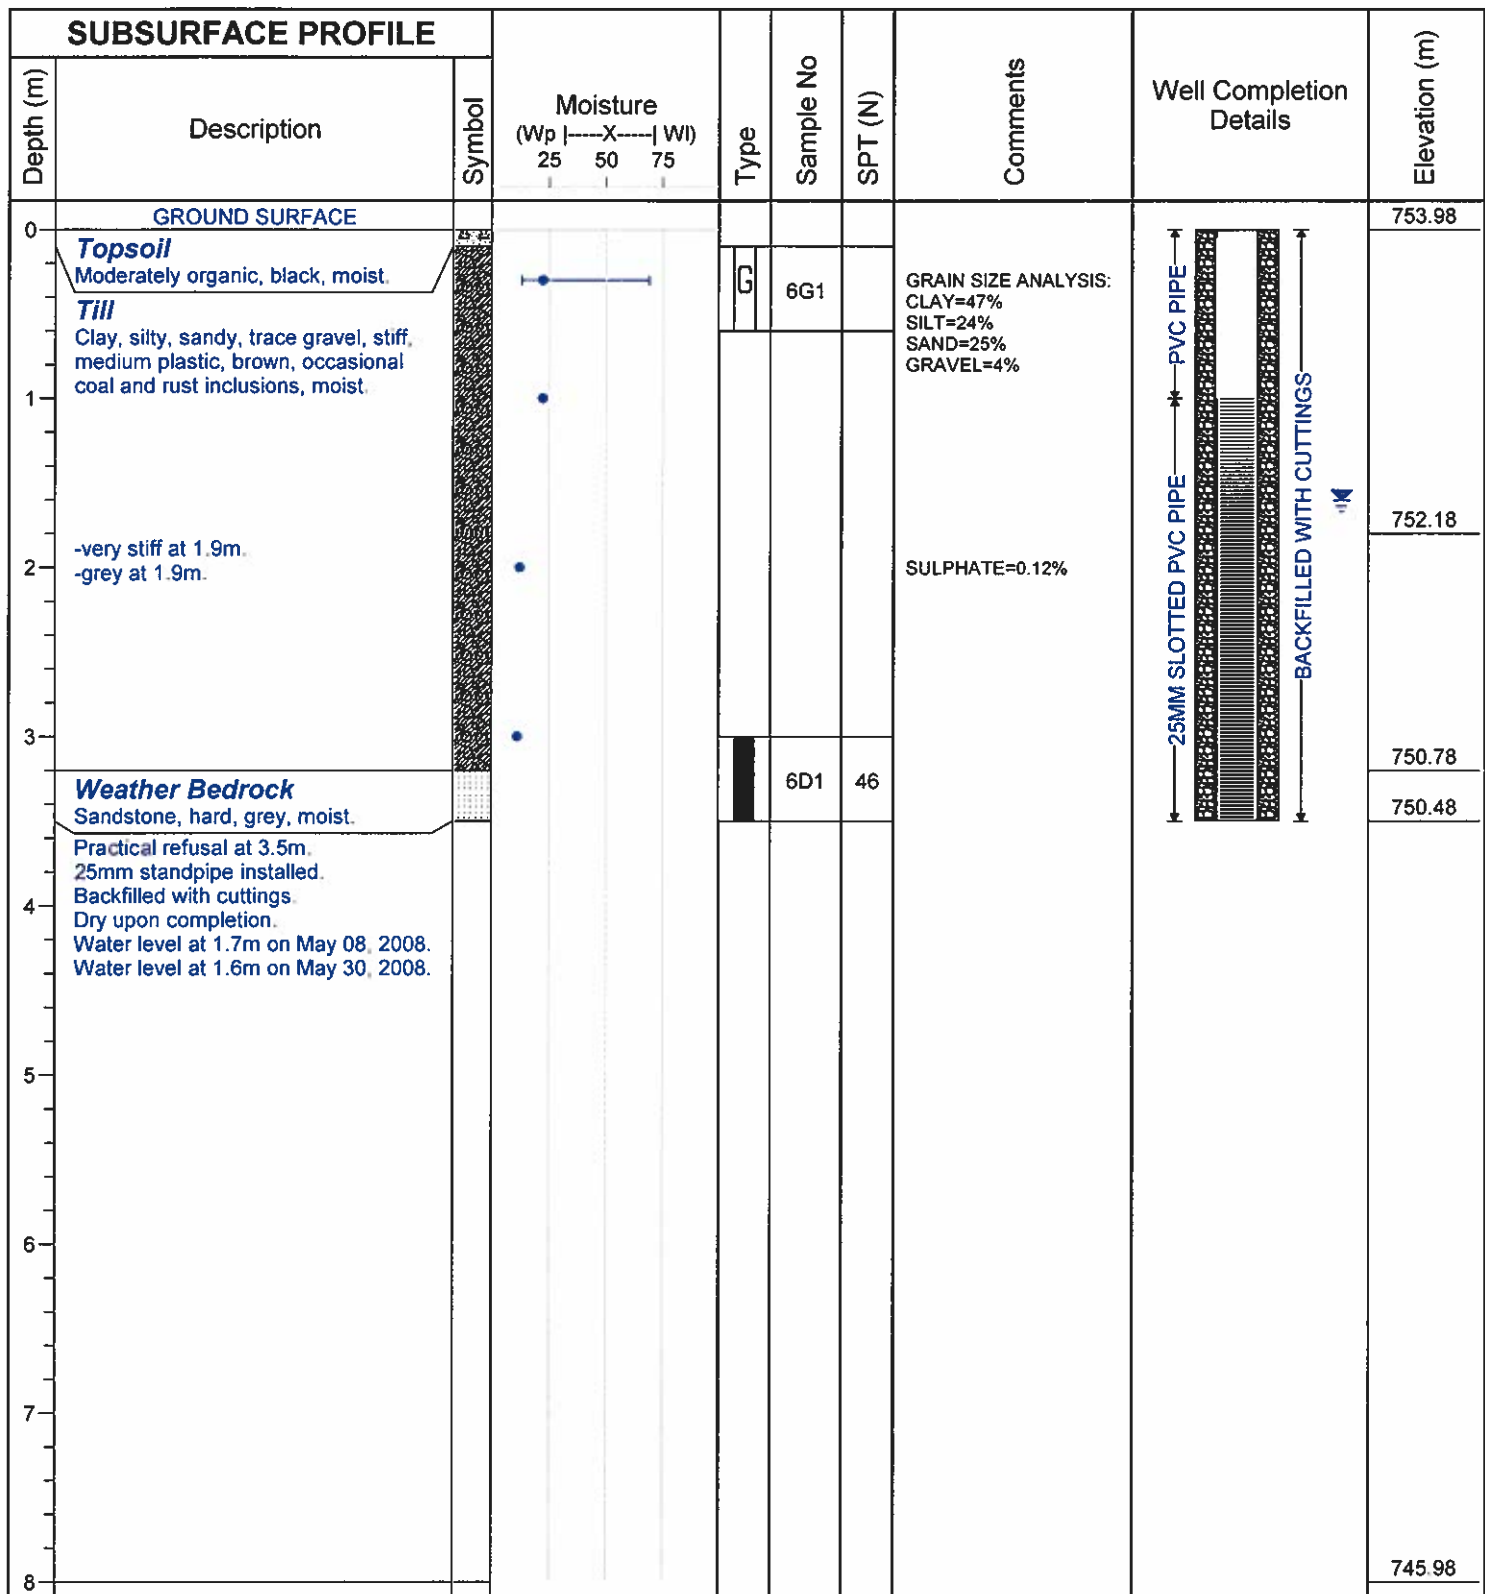 SUBSURFACE PROFILE
Depth (m)
Description
Symbol
Moisture
(Wp |-----X-----| Wl)
25 50 75
Type
Sample No
SPT (N)
Comments
Well Completion
Details
Elevation (m)
GROUND SURFACE
753.98
0
Topsoil
Moderately organic, black, moist.
Till
Clay, silty, sandy, trace gravel, stiff,
medium plastic, brown, occasional
coal and rust inclusions, moist.
G
6G1
GRAIN SIZE ANALYSIS:
CLAY=47%
SILT=24%
SAND=25%
GRAVEL=4%
PVC PIPE
25MM SLOTTED PVC PIPE
BACKFILLED WITH CUTTINGS
1
752.18
-very stiff at 1.9m.
-grey at 1.9m.
2
SULPHATE=0.12%
3
750.78
Weather Bedrock
Sandstone, hard, grey, moist.
6D1
46
750.48
Practical refusal at 3.5m.
25mm standpipe installed.
Backfilled with cuttings.
Dry upon completion.
Water level at 1.7m on May 08, 2008.
Water level at 1.6m on May 30, 2008.
4
5
6
7
8
745.98